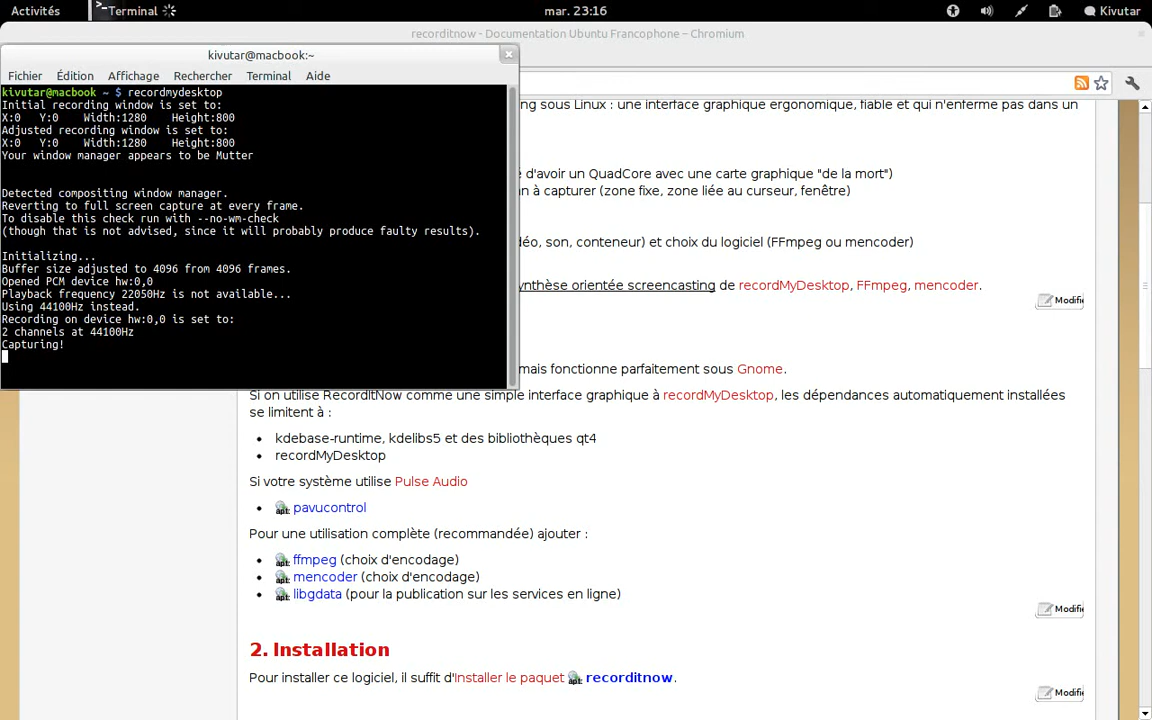 Activités
Terminal
mar. 23:16
Kivutar
recorditnow - Documentation Ubuntu Francophone – Chromium
kivutar@macbook:~
Fichier Édition Affichage Rechercher Terminal Aide
kivutar@macbook ~ $ recordmydesktop
Initial recording window is set to:
X:0 Y:0 Width:1280 Height:800
Adjusted recording window is set to:
X:0 Y:0 Width:1280 Height:800
Your window manager appears to be Mutter
Detected compositing window manager.
Reverting to full screen capture at every frame.
To disable this check run with --no-wm-check
(though that is not advised, since it will probably produce faulty results).
Initializing...
Buffer size adjusted to 4096 from 4096 frames.
Opened PCM device hw:0,0
Playback frequency 22050Hz is not available...
Using 44100Hz instead.
Recording on device hw:0,0 is set to:
2 channels at 44100Hz
Capturing!
ng sous Linux : une interface graphique ergonomique, fiable et qui n'enferme pas dans un
d'avoir un QuadCore avec une carte graphique "de la mort")
n à capturer (zone fixe, zone liée au curseur, fenêtre)
déo, son, conteneur) et choix du logiciel (FFmpeg ou mencoder)
ynthèse orientée screencasting de recordMyDesktop, FFmpeg, mencoder.
Modifi
mais fonctionne parfaitement sous Gnome.
Si on utilise RecordItNow comme une simple interface graphique à recordMyDesktop, les dépendances automatiquement installées
se limitent à :
• kdebase-runtime, kdelibs5 et des bibliothèques qt4
• recordMyDesktop
Si votre système utilise Pulse Audio
• pavucontrol
Pour une utilisation complète (recommandée) ajouter :
• ffmpeg (choix d'encodage)
• mencoder (choix d'encodage)
• libgdata (pour la publication sur les services en ligne)
Modifi
2. Installation
Pour installer ce logiciel, il suffit d'Installer le paquet recorditnow.
Modifi